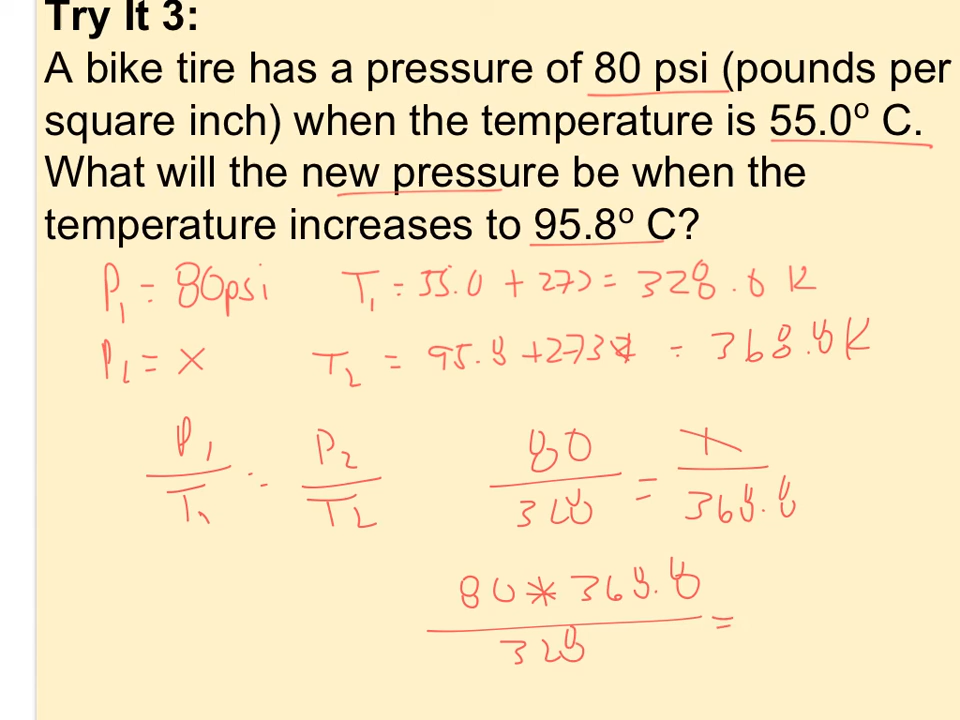 Try It 3:
A bike tire has a pressure of 80 psi (pounds per
square inch) when the temperature is 55.0º C.
What will the new pressure be when the
temperature increases to 95.8º C?
P₁ = 80psi T₁ = 55.0 + 273 = 328.0 K
P₂ = x T₂ = 95.8 + 273 = 368.8K
P₁/T₁ = P₂/T₂ 80/328 = x/368.8
80 * 368.8 / 328 =